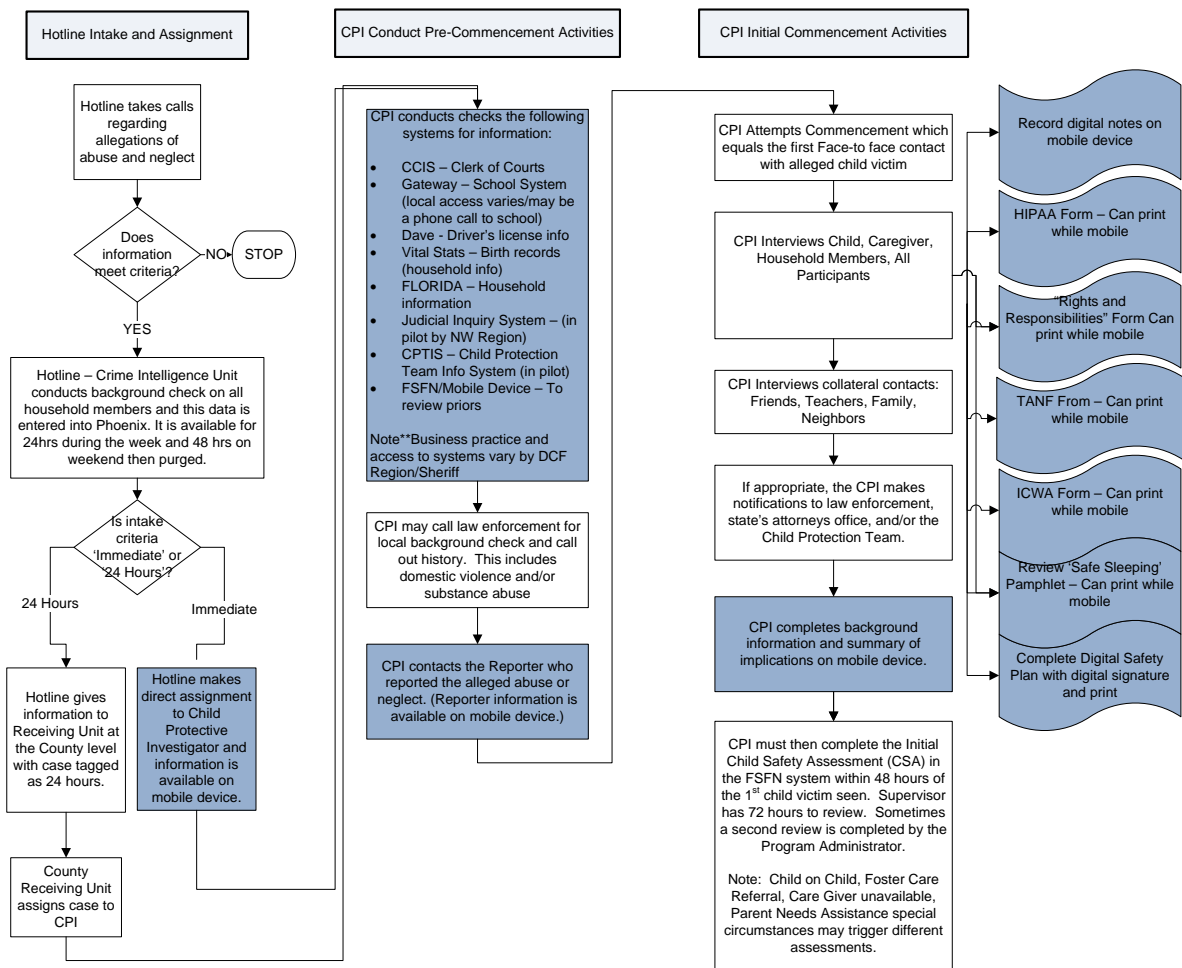 Hotline Intake and Assignment
CPI Conduct Pre-Commencement Activities
CPI Initial Commencement Activities
Hotline takes calls
regarding
allegations of
abuse and neglect
Does
information
meet criteria?
NO
STOP
YES
Hotline – Crime Intelligence Unit
conducts background check on all
household members and this data is
entered into Phoenix. It is available for
24hrs during the week and 48 hrs on
weekend then purged.
Is intake
criteria
'Immediate' or
'24 Hours'?
24 Hours
Immediate
Hotline gives
information to
Receiving Unit at
the County level
with case tagged
as 24 hours.
Hotline makes
direct assignment
to Child
Protective
Investigator and
information is
available on
mobile device.
County
Receiving Unit
assigns case to
CPI
CPI conducts checks the following
systems for information:
• CCIS – Clerk of Courts
• Gateway – School System
(local access varies/may be
a phone call to school)
• Dave - Driver's license info
• Vital Stats – Birth records
(household info)
• FLORIDA – Household
information
• Judicial Inquiry System – (in
pilot by NW Region)
• CPTIS – Child Protection
Team Info System (in pilot)
• FSFN/Mobile Device – To
review priors
Note**Business practice and
access to systems vary by DCF
Region/Sheriff
CPI may call law enforcement for
local background check and call
out history. This includes
domestic violence and/or
substance abuse
CPI contacts the Reporter who
reported the alleged abuse or
neglect. (Reporter information is
available on mobile device.)
CPI Attempts Commencement which
equals the first Face-to face contact
with alleged child victim
CPI Interviews Child, Caregiver,
Household Members, All
Participants
CPI Interviews collateral contacts:
Friends, Teachers, Family,
Neighbors
If appropriate, the CPI makes
notifications to law enforcement,
state's attorneys office, and/or the
Child Protection Team.
CPI completes background
information and summary of
implications on mobile device.
CPI must then complete the Initial
Child Safety Assessment (CSA) in
the FSFN system within 48 hours of
the 1st child victim seen. Supervisor
has 72 hours to review. Sometimes
a second review is completed by the
Program Administrator.
Note: Child on Child, Foster Care
Referral, Care Giver unavailable,
Parent Needs Assistance special
circumstances may trigger different
assessments.
Record digital notes on
mobile device
HIPAA Form – Can print
while mobile
"Rights and
Responsibilities" Form Can
print while mobile
TANF From – Can print
while mobile
ICWA Form – Can print
while mobile
Review 'Safe Sleeping'
Pamphlet – Can print while
mobile
Complete Digital Safety
Plan with digital signature
and print